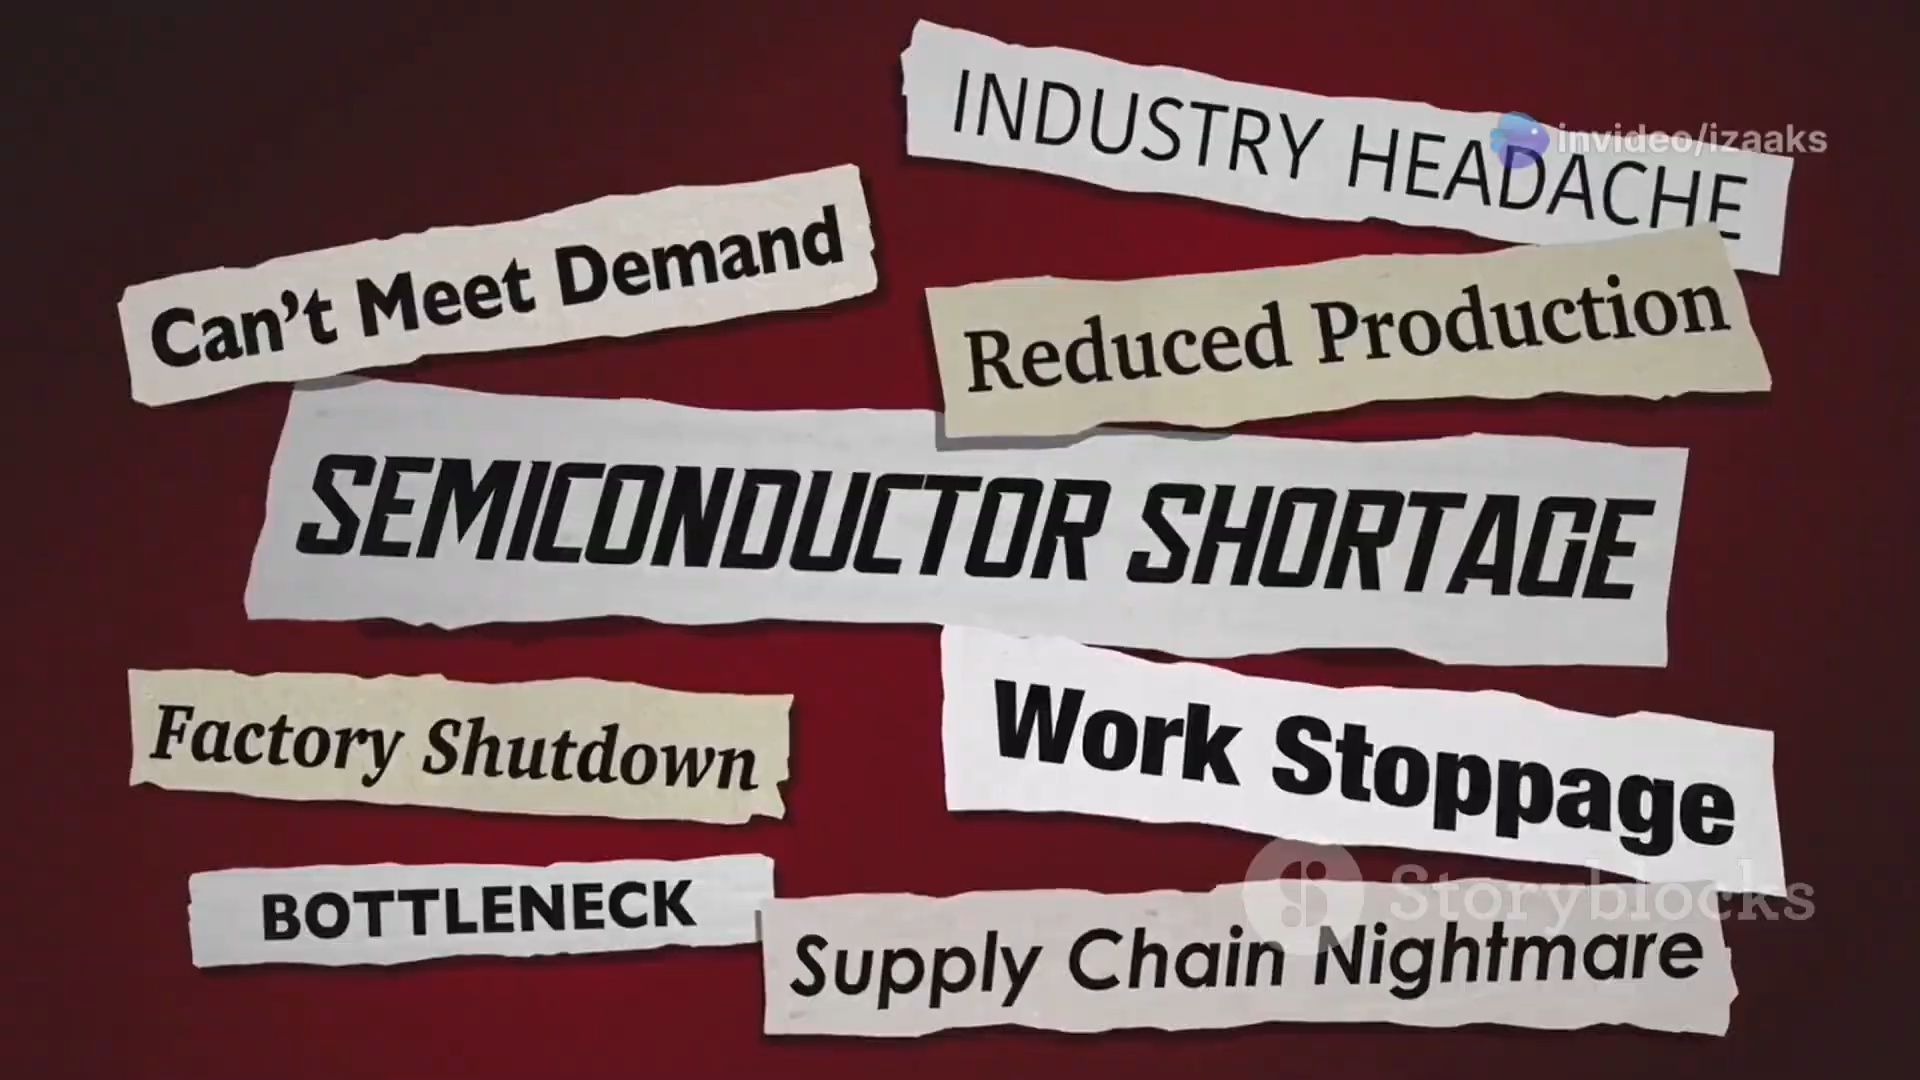 INDUSTRY HEADACHE
invideo/izaaks
Can't Meet Demand
Reduced Production
SEMICONDUCTOR SHORTAGE
Factory Shutdown
Work Stoppage
Storyblocks
BOTTLENECK
Supply Chain Nightmare